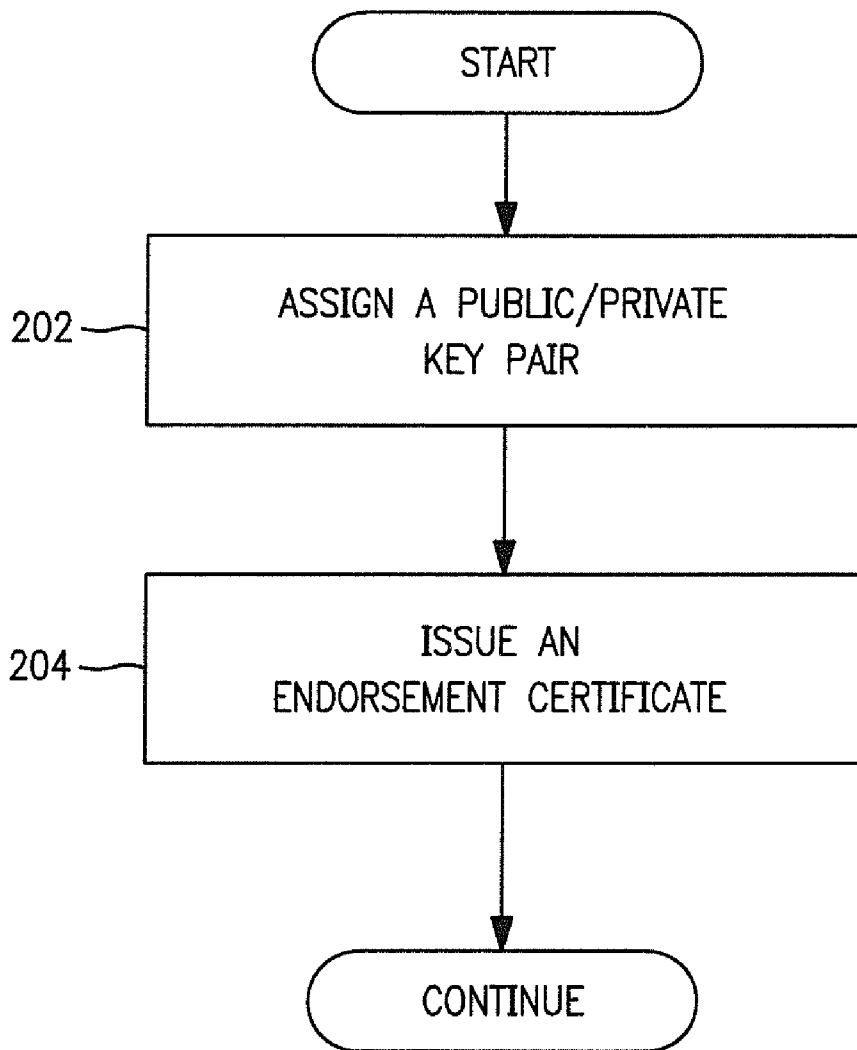 START
202
ASSIGN A PUBLIC/PRIVATE
KEY PAIR
204
ISSUE AN
ENDORSEMENT CERTIFICATE
CONTINUE